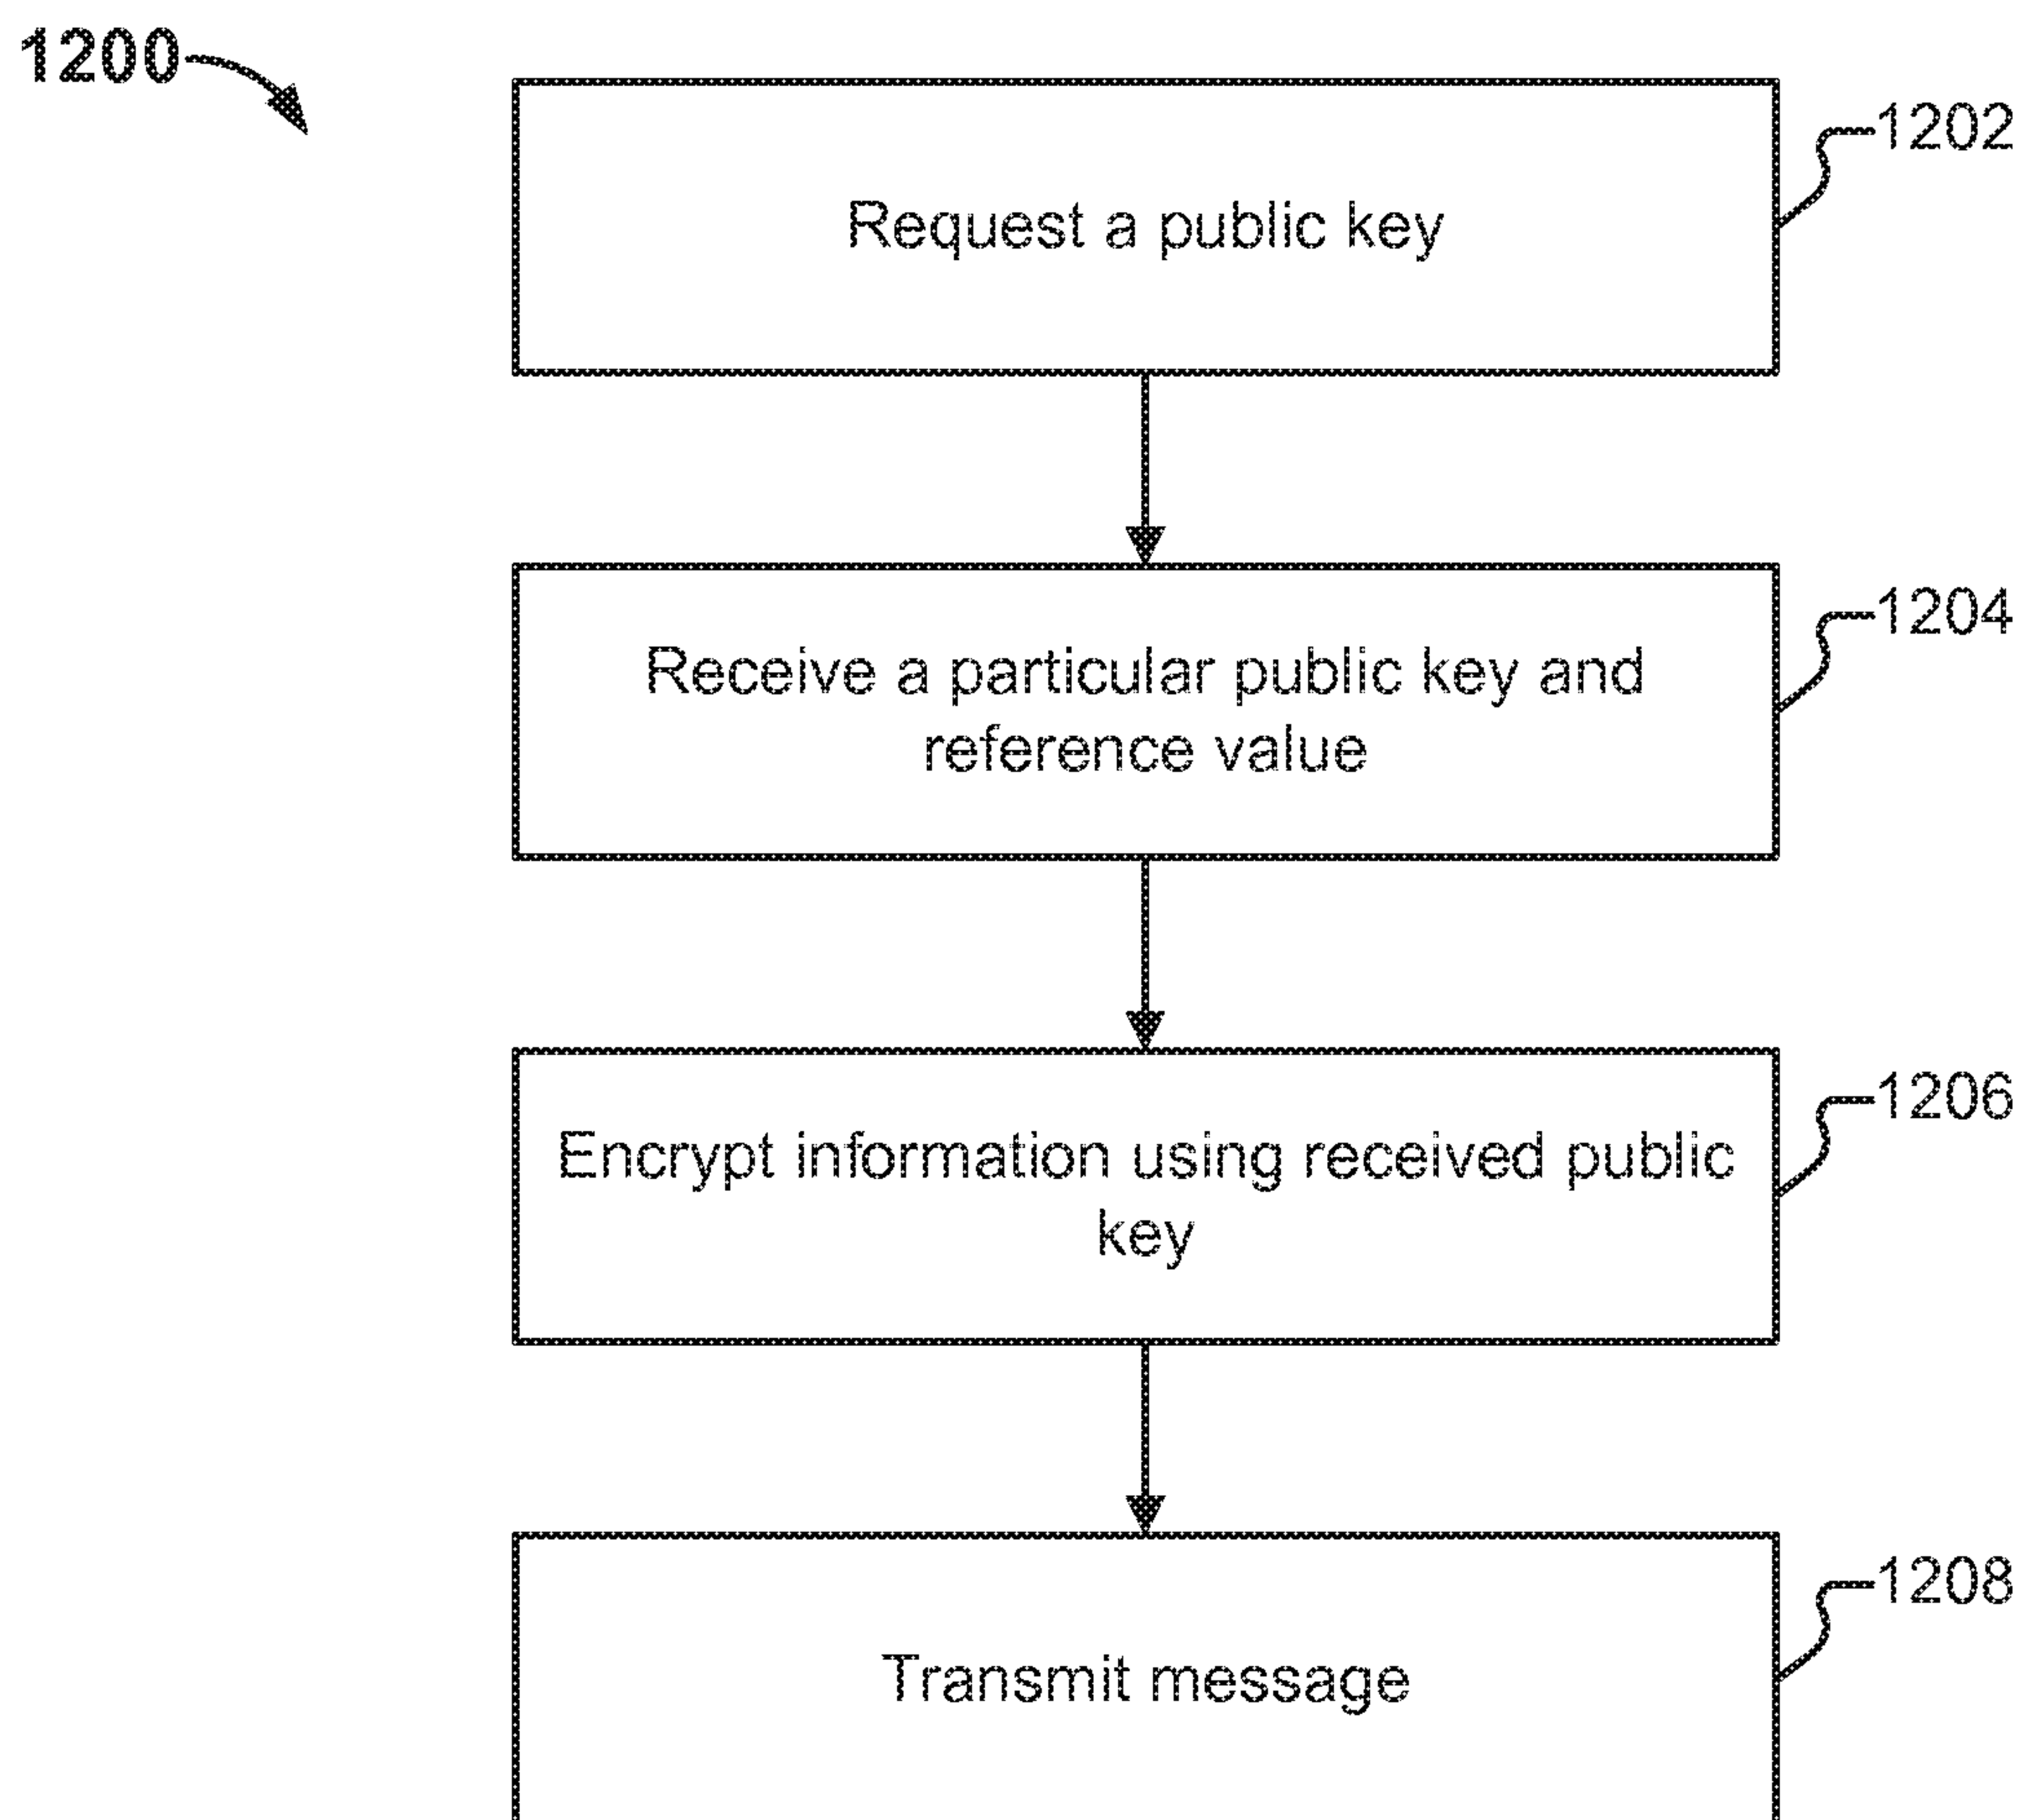 1200
1202
Request a public key
1204
Receive a particular public key and
reference value
1206
Encrypt information using received public
key
1208
Transmit message